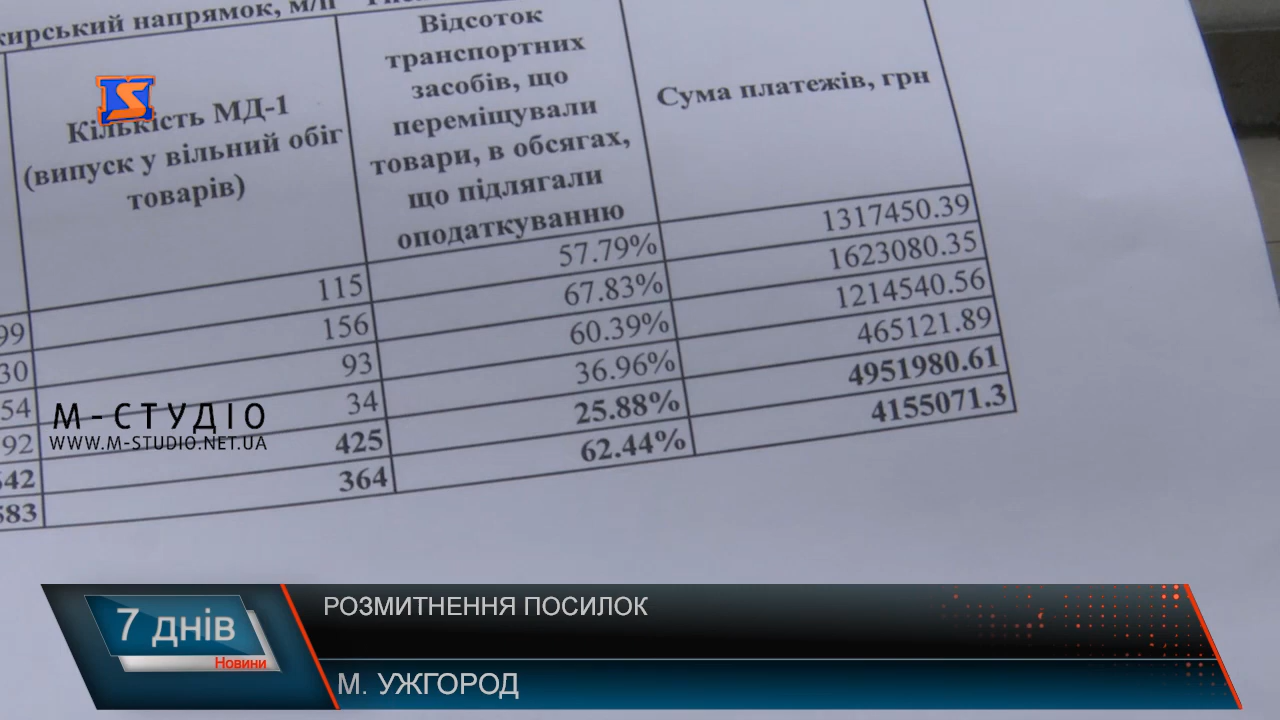 кирський напрямок, м/п
Кількість МД-1
(випуск у вільний обіг
товарів)
Відсоток
транспортних
засобів, що
переміщували
товари, в обсягах,
що підлягали
оподаткуванню
Сума платежів, грн
99 115 57.79% 1317450.39
30 156 67.83% 1623080.35
54 93 60.39% 1214540.56
92 34 36.96% 465121.89
542 425 25.88% 4951980.61
583 364 62.44% 4155071.3
М-СТУДІО
WWW.M-STUDIO.NET.UA
7 днів
Новини
РОЗМИТНЕННЯ ПОСИЛОК
М. УЖГОРОД